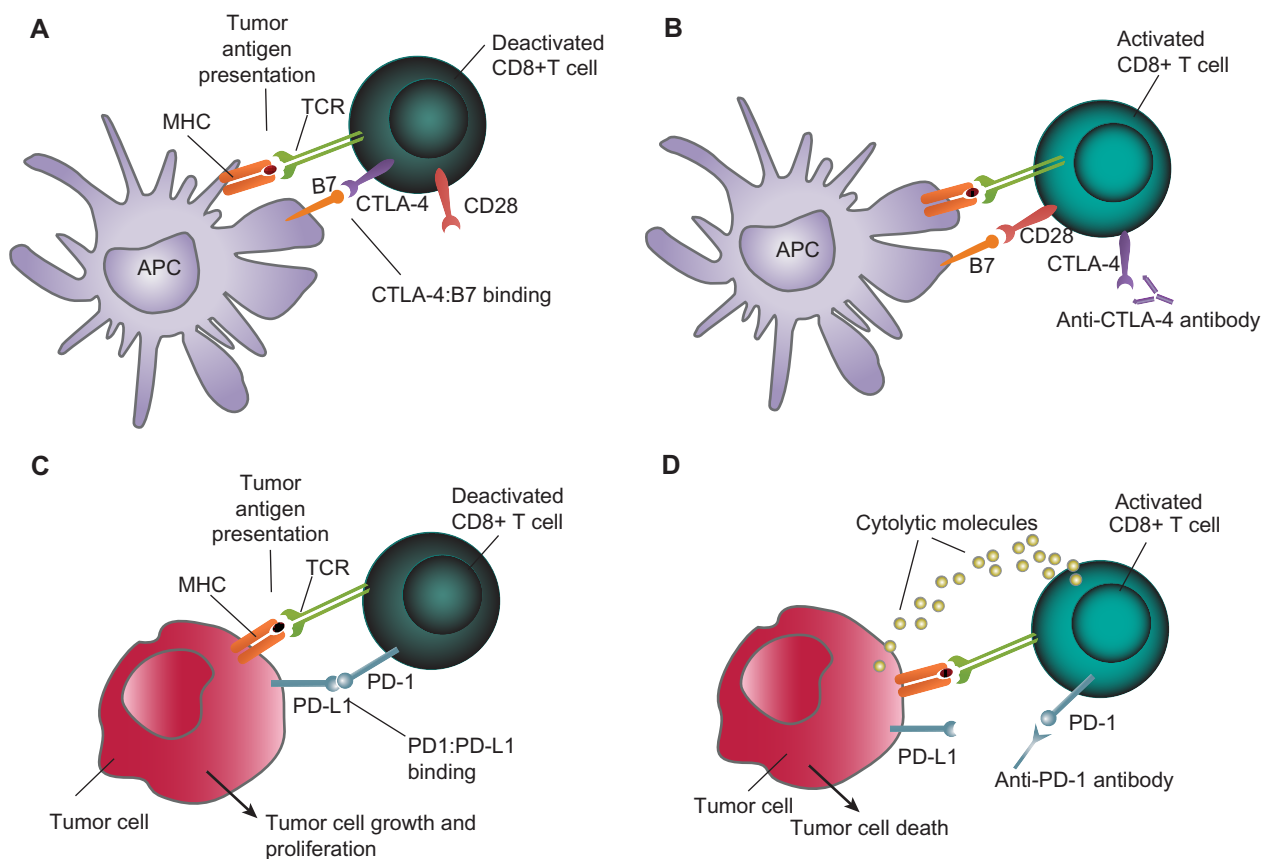 A
Tumor
antigen
presentation
Deactivated
CD8+T cell
MHC
TCR
B7
CTLA-4
CD28
APC
CTLA-4:B7 binding
B
Activated
CD8+ T cell
APC
CD28
B7
CTLA-4
Anti-CTLA-4 antibody
C
Tumor
antigen
presentation
Deactivated
CD8+ T cell
MHC
TCR
PD-1
PD-L1
PD1:PD-L1
binding
Tumor cell
Tumor cell growth and
proliferation
D
Activated
CD8+ T cell
Cytolytic molecules
PD-1
PD-L1
Anti-PD-1 antibody
Tumor cell
Tumor cell death